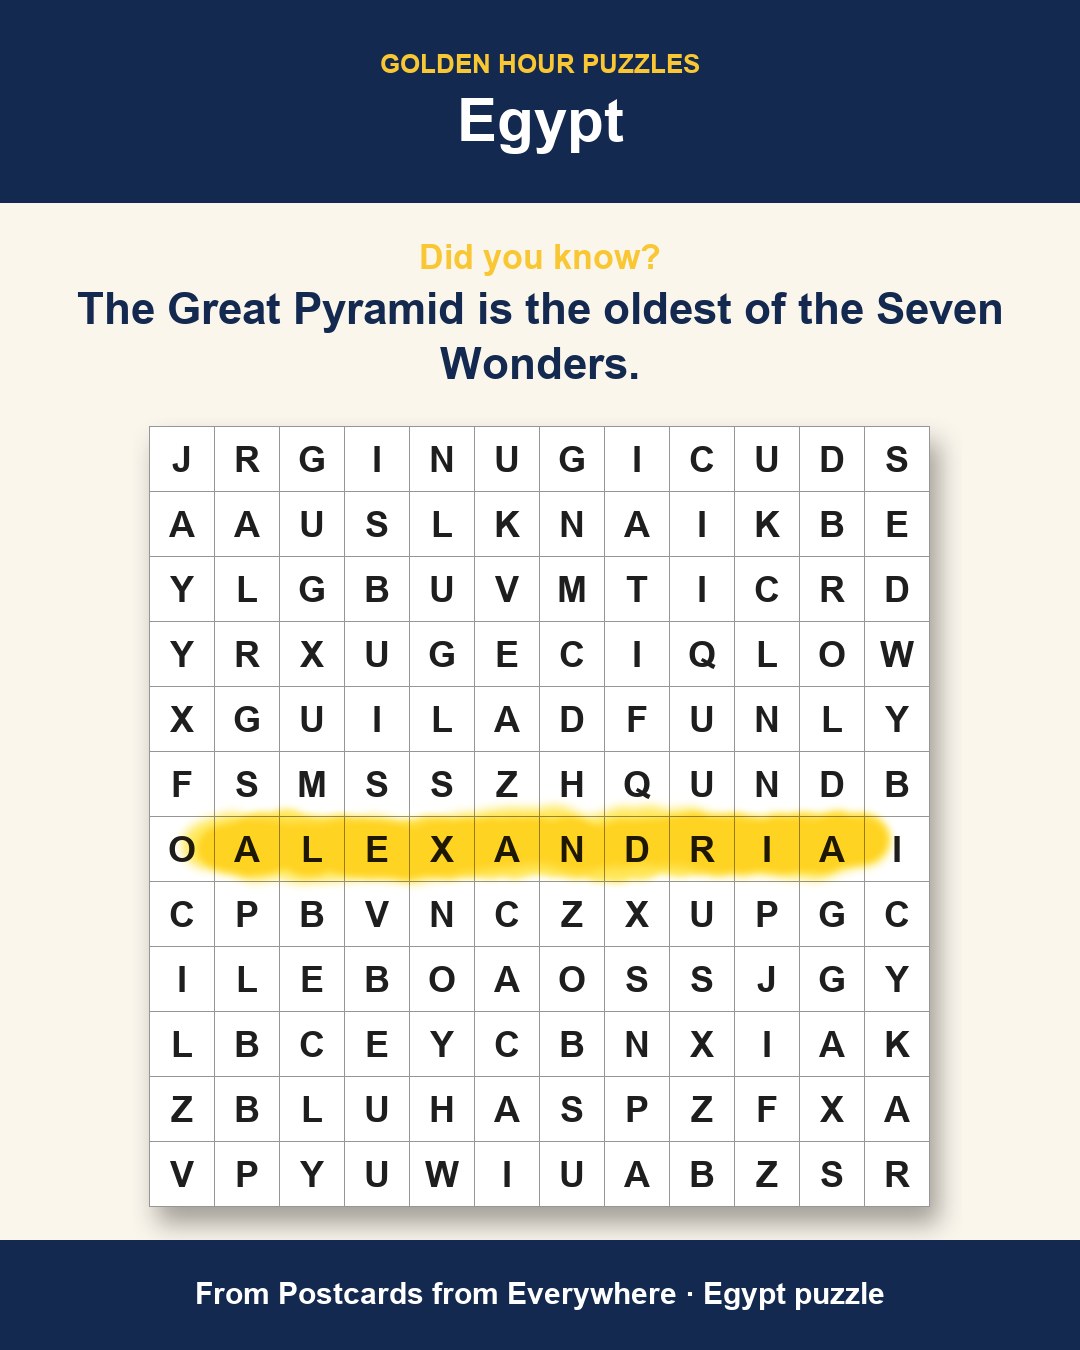 GOLDEN HOUR PUZZLES
Egypt
Did you know?
The Great Pyramid is the oldest of the Seven
Wonders.
J R G I N U G I C U D S
A A U S L K N A I K B E
Y L G B U V M T I C R D
Y R X U G E C I Q L O W
X G U I L A D F U N L Y
F S M S S Z H Q U N D B
O A L E X A N D R I A I
C P B V N C Z X U P G C
I L E B O A O S S J G Y
L B C E Y C B N X I A K
Z B L U H A S P Z F X A
V P Y U W I U A B Z S R
From Postcards from Everywhere · Egypt puzzle